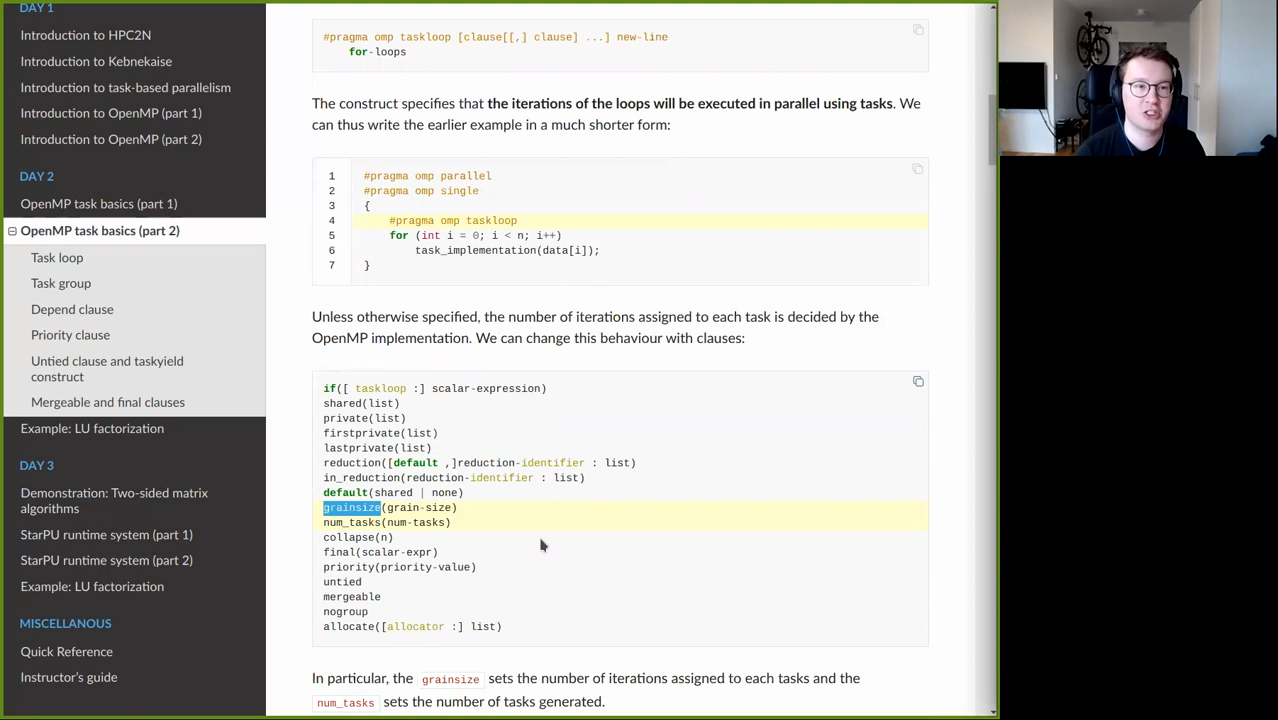 DAY 1
Introduction to HPC2N
Introduction to Kebnekaise
Introduction to task-based parallelism
Introduction to OpenMP (part 1)
Introduction to OpenMP (part 2)
DAY 2
OpenMP task basics (part 1)
OpenMP task basics (part 2)
Task loop
Task group
Depend clause
Priority clause
Untied clause and taskyield
construct
Mergeable and final clauses
Example: LU factorization
DAY 3
Demonstration: Two-sided matrix
algorithms
StarPU runtime system (part 1)
StarPU runtime system (part 2)
Example: LU factorization
MISCELLANOUS
Quick Reference
Instructor's guide
#pragma omp taskloop [clause[[,] clause] ...] new-line
for-loops
The construct specifies that the iterations of the loops will be executed in parallel using tasks. We
can thus write the earlier example in a much shorter form:
1 #pragma omp parallel
2 #pragma omp single
3 {
4 #pragma omp taskloop
5 for (int i = 0; i < n; i++)
6 task_implementation(data[i]);
7 }
Unless otherwise specified, the number of iterations assigned to each task is decided by the
OpenMP implementation. We can change this behaviour with clauses:
if([ taskloop :] scalar-expression)
shared(list)
private(list)
firstprivate(list)
lastprivate(list)
reduction([default ,]reduction-identifier : list)
in_reduction(reduction-identifier : list)
default(shared | none)
grainsize(grain-size)
num_tasks(num-tasks)
collapse(n)
final(scalar-expr)
priority(priority-value)
untied
mergeable
nogroup
allocate([allocator :] list)
In particular, the grainsize sets the number of iterations assigned to each tasks and the
num_tasks sets the number of tasks generated.